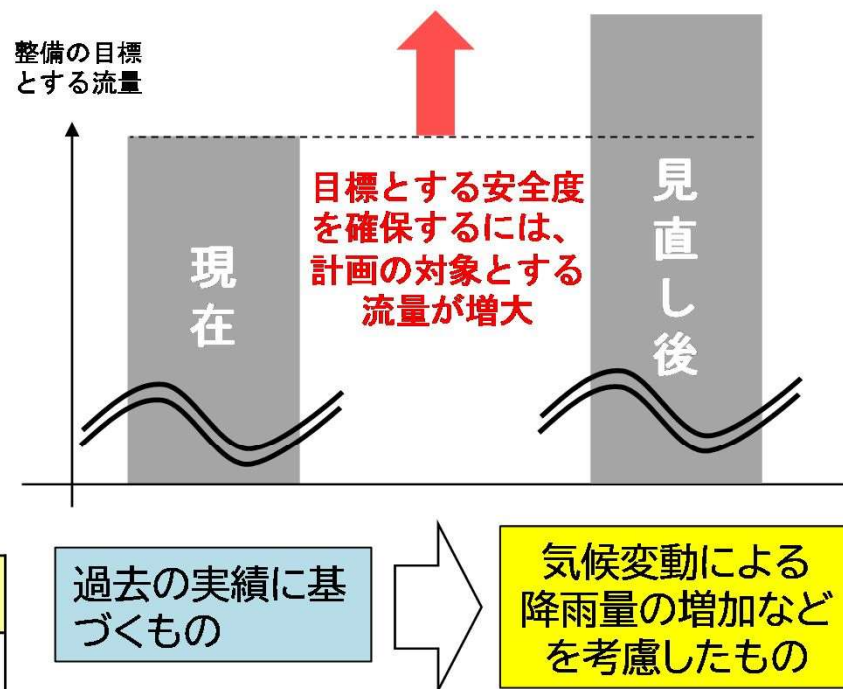 整備の目標
とする流量
目標とする安全度
を確保するには、
計画の対象とする
流量が増大
現在
見直し後
過去の実績に基
づくもの
気候変動による
降雨量の増加など
を考慮したもの